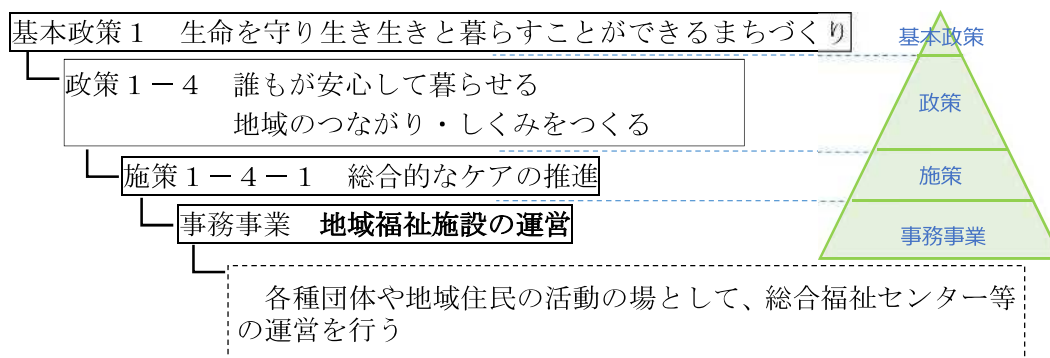 基本政策１　生命を守り生き生きと暮らすことができるまちづくり
政策１－４　誰もが安心して暮らせる
地域のつながり・しくみをつくる
施策１－４－１　総合的なケアの推進
事務事業　地域福祉施設の運営
各種団体や地域住民の活動の場として、総合福祉センター等
の運営を行う
基本政策
政策
施策
事務事業